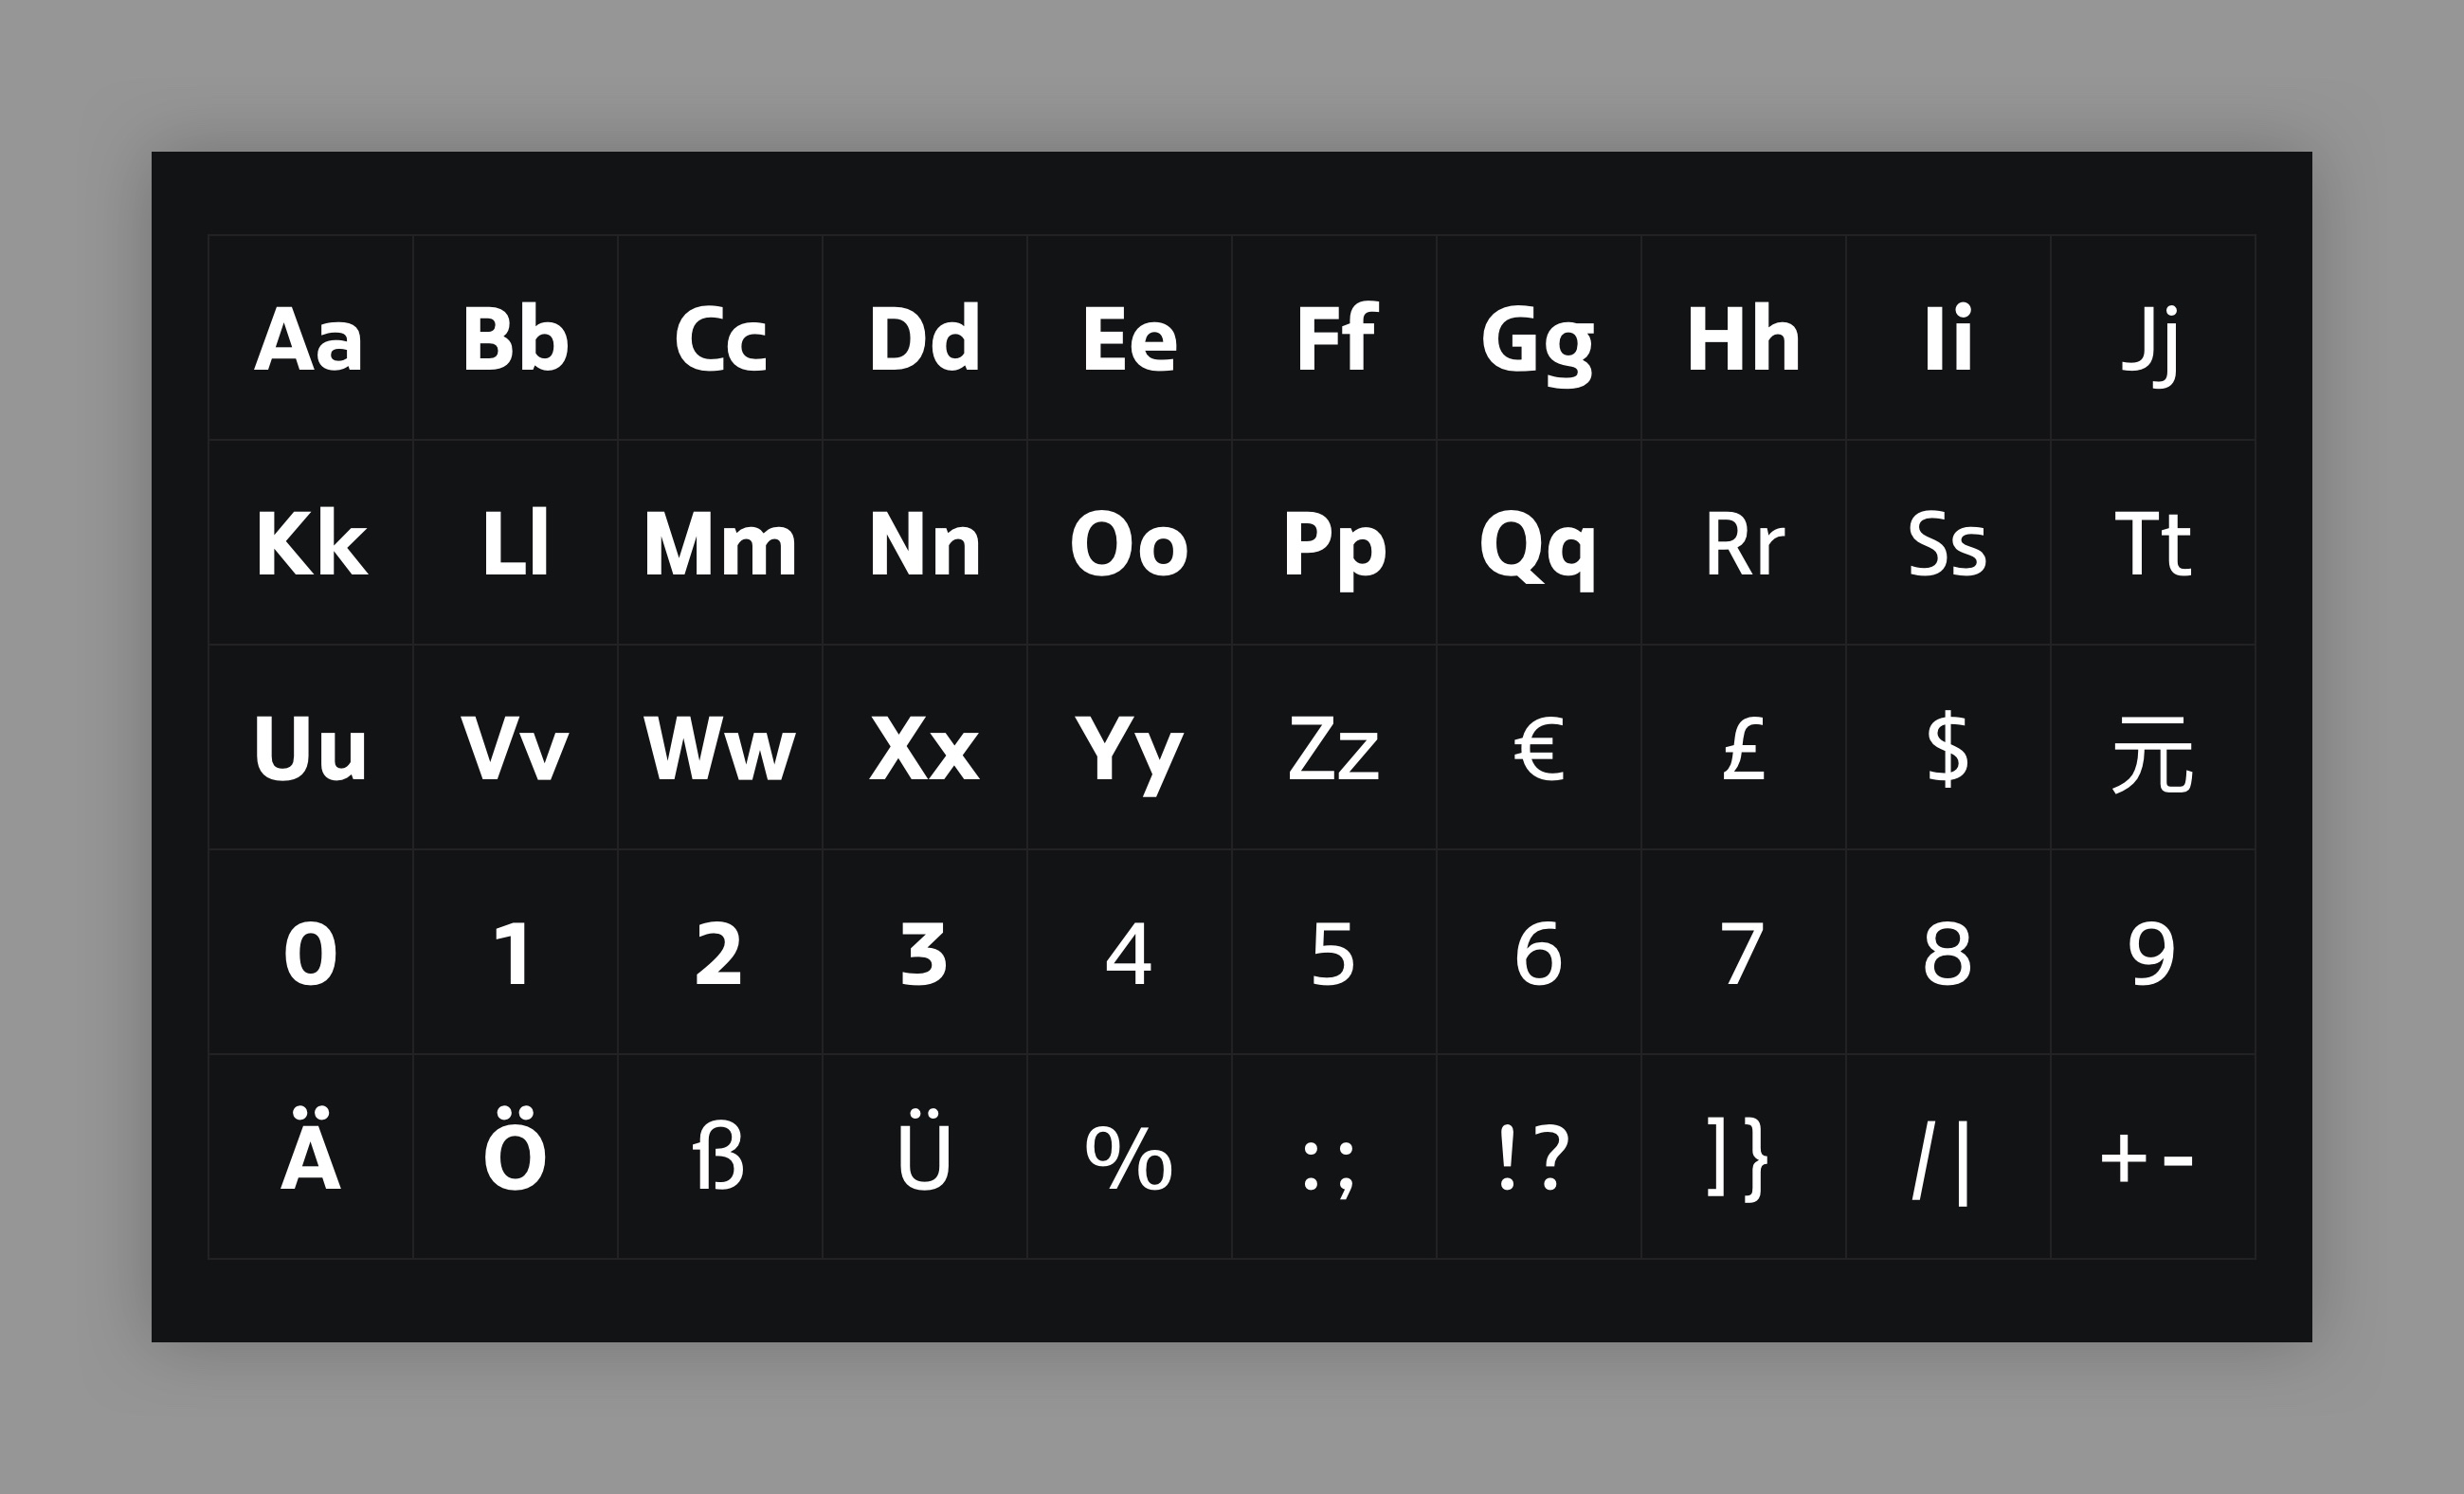 Aa Bb Cc Dd Ee Ff Gg Hh Ii Jj
Kk Ll Mm Nn Oo Pp Qq Rr Ss Tt
Uu Vv Ww Xx Yy Zz € £ $ 元
0 1 2 3 4 5 6 7 8 9
Ä Ö ß Ü % :; !? ]} /| +-